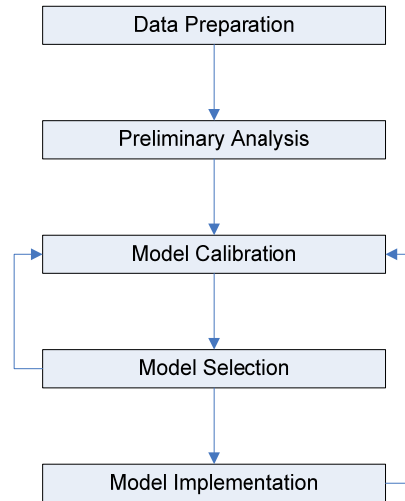 Data Preparation
Preliminary Analysis
Model Calibration
Model Selection
Model Implementation